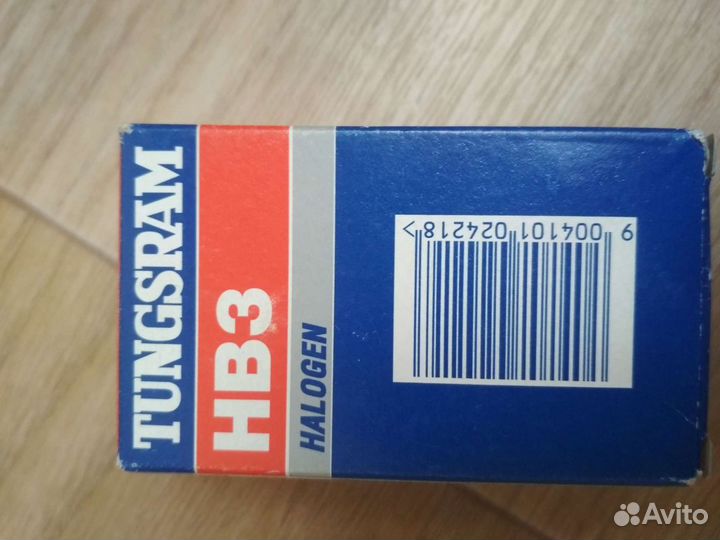 TUNGSRAM
HB3
HALOGEN
9 004101 024218 >
Avito